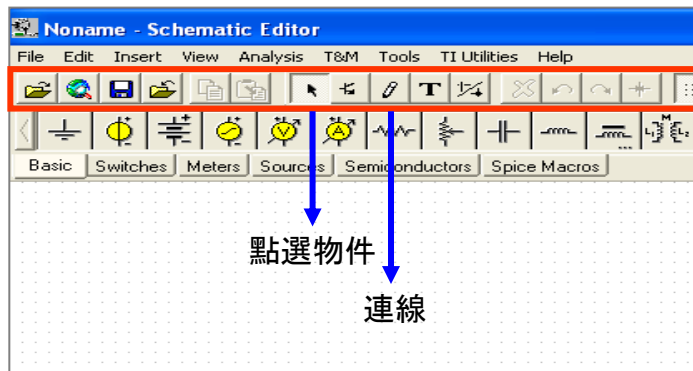 Noname - Schematic Editor
File Edit Insert View Analysis T&M Tools TI Utilities Help
T
V A M
Basic Switches Meters Sources Semiconductors Spice Macros
點選物件
連線